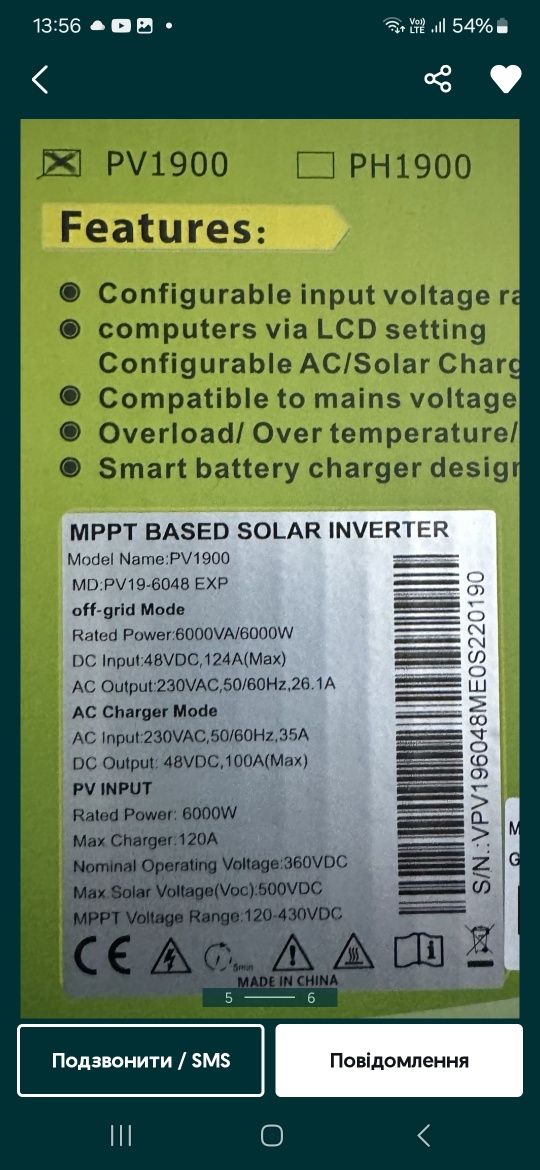 13:56
Vo)) LTE
54%
PV1900
PH1900
Features:
Configurable input voltage ra
computers via LCD setting
Configurable AC/Solar Charg
Compatible to mains voltage
Overload/ Over temperature/
Smart battery charger design
MPPT BASED SOLAR INVERTER
Model Name:PV1900
MD:PV19-6048 EXP
off-grid Mode
Rated Power:6000VA/6000W
DC Input:48VDC,124A(Max)
AC Output:230VAC,50/60Hz,26.1A
AC Charger Mode
AC Input:230VAC,50/60Hz,35A
DC Output: 48VDC,100A(Max)
PV INPUT
Rated Power: 6000W
Max Charger:120A
Nominal Operating Voltage:360VDC
Max.Solar Voltage(Voc):500VDC
MPPT Voltage Range:120-430VDC
S/N.:VPV196048ME0S220190
M
G
CE
5min
MADE IN CHINA
5 6
Подзвонити / SMS
Повідомлення